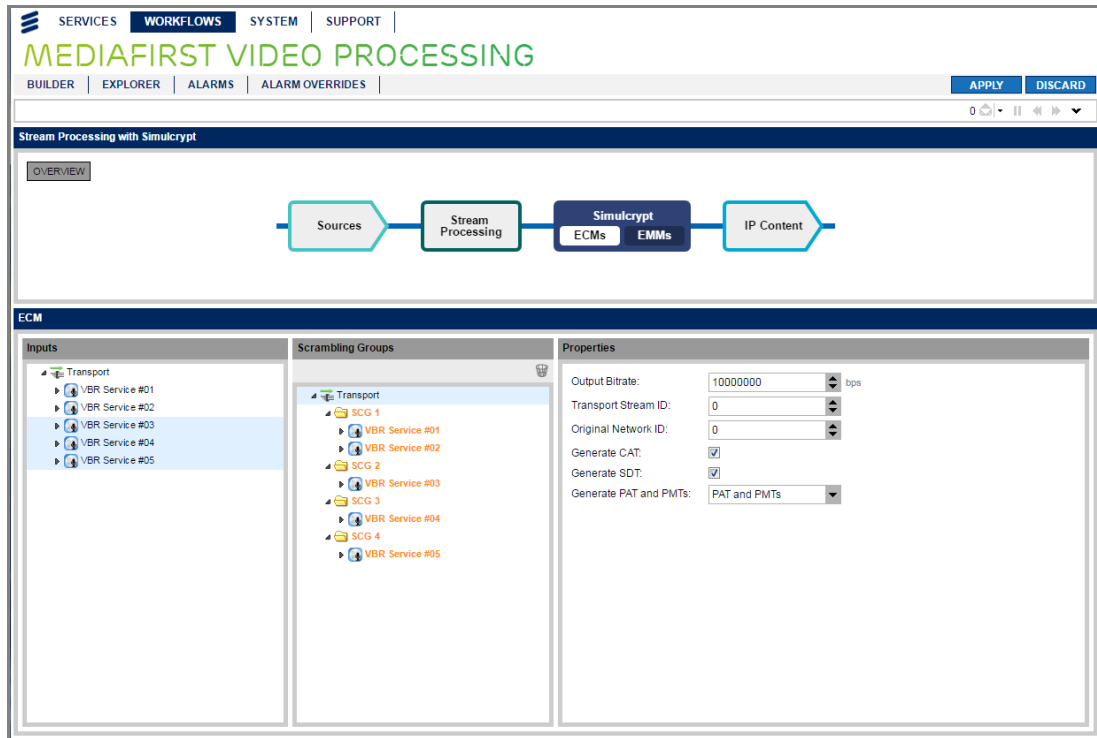 SERVICES WORKFLOWS SYSTEM SUPPORT
MEDIAFIRST VIDEO PROCESSING
BUILDER EXPLORER ALARMS ALARM OVERRIDES APPLY DISCARD
0
Stream Processing with Simulcrypt
OVERVIEW
Sources
Stream
Processing
Simulcrypt
ECMs EMMs
IP Content
ECM
Inputs
Transport
VBR Service #01
VBR Service #02
VBR Service #03
VBR Service #04
VBR Service #05
Scrambling Groups
Transport
SCG 1
VBR Service #01
VBR Service #02
SCG 2
VBR Service #03
SCG 3
VBR Service #04
SCG 4
VBR Service #05
Properties
Output Bitrate: 10000000 bps
Transport Stream ID: 0
Original Network ID: 0
Generate CAT:
Generate SDT:
Generate PAT and PMTs: PAT and PMTs